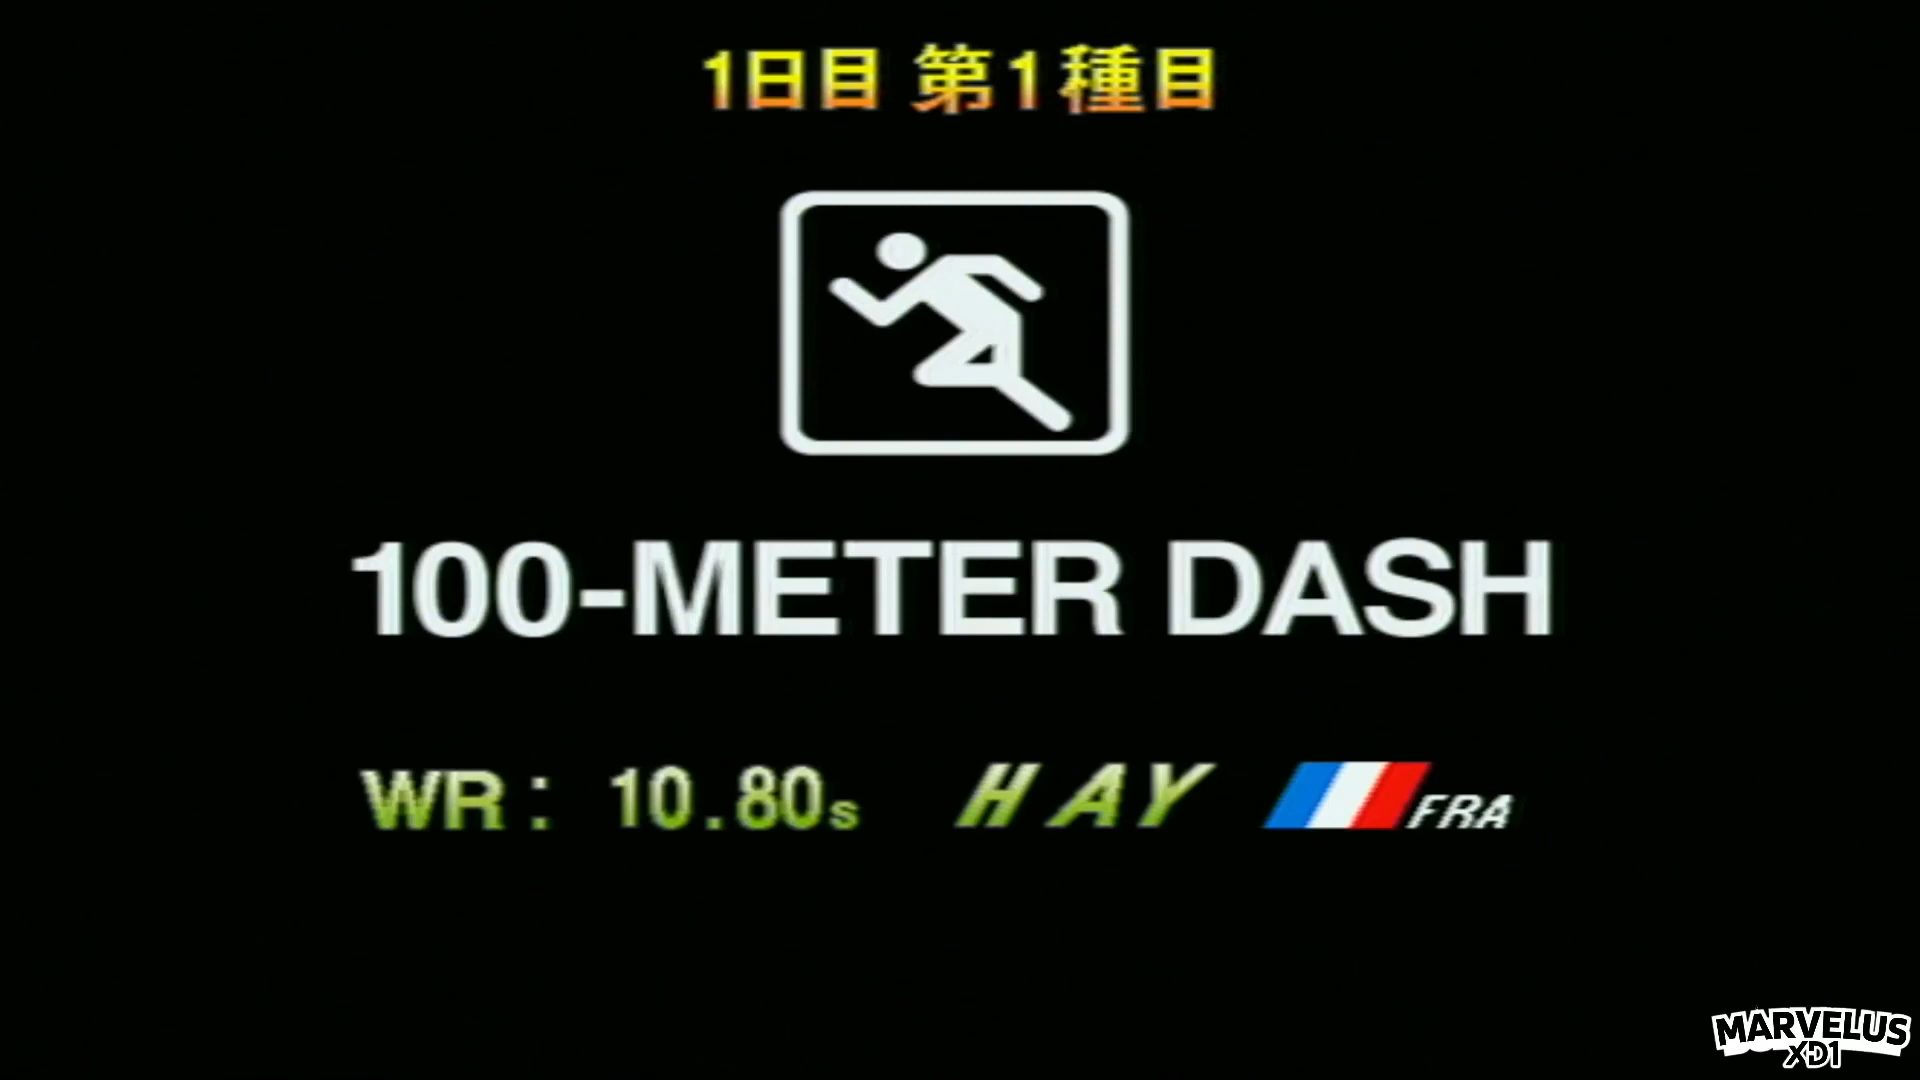 1日目 第1種目
100-METER DASH
WR: 10.80s HAY FRA
MARVELUS
XD1